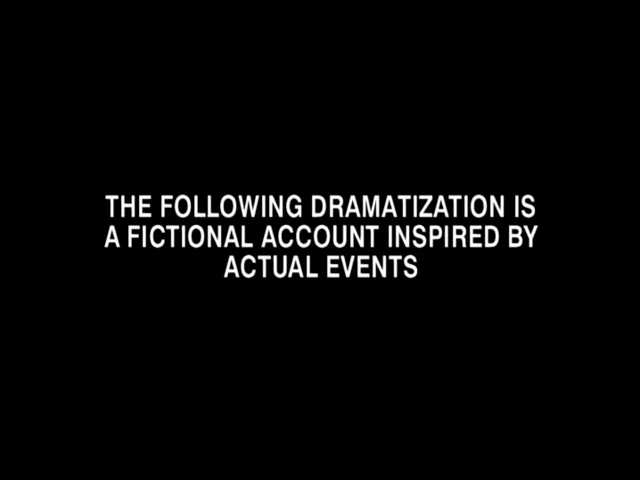 THE FOLLOWING DRAMATIZATION IS
A FICTIONAL ACCOUNT INSPIRED BY
ACTUAL EVENTS